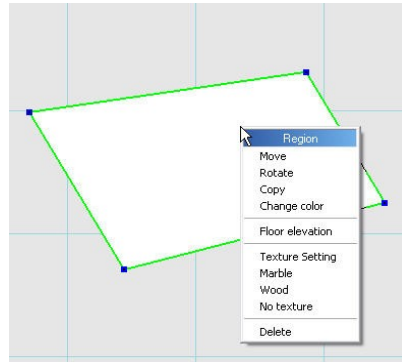 Region
Move
Rotate
Copy
Change color
Floor elevation
Texture Setting
Marble
Wood
No texture
Delete